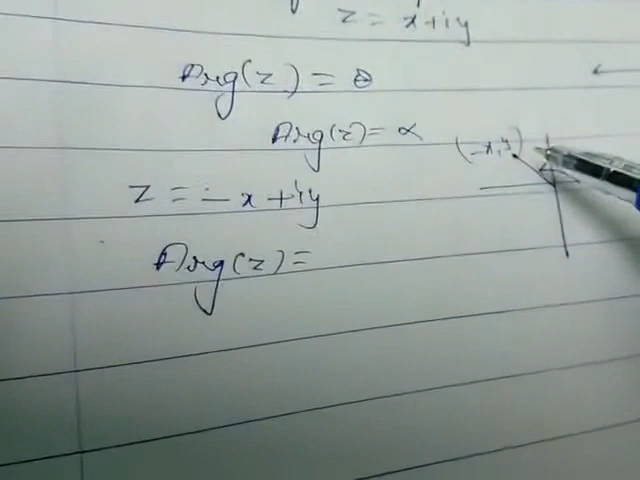 z = x + iy
Arg(z) = θ
Arg(z) = α
(-x, y)
z = -x + iy
Arg(z) =